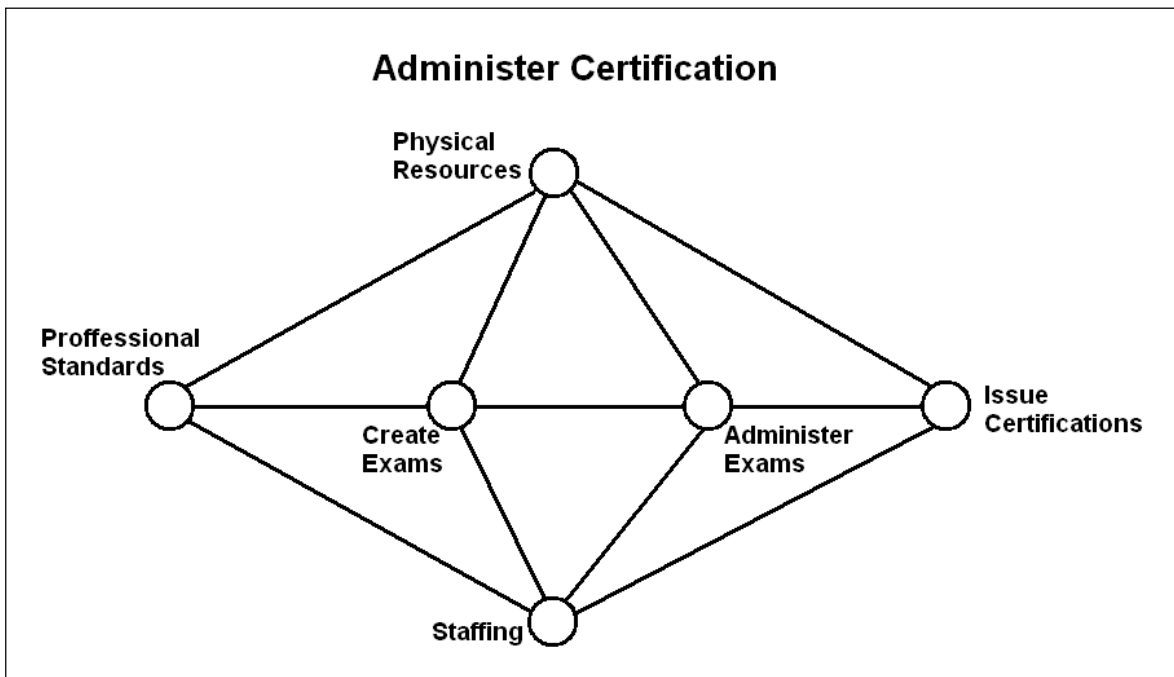 Administer Certification
Physical
Resources
Proffessional
Standards
Create
Exams
Administer
Exams
Issue
Certifications
Staffing